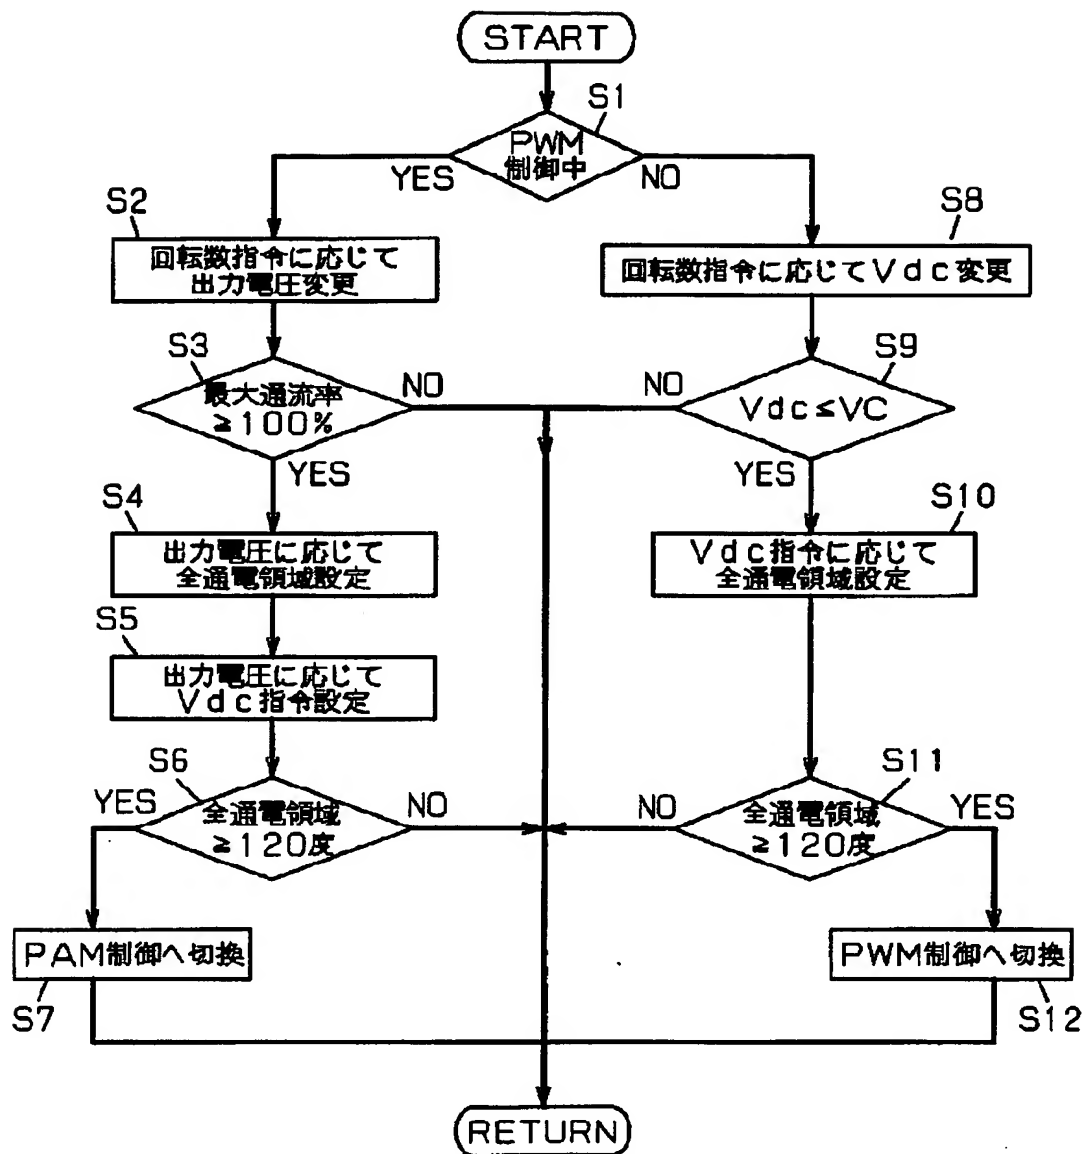 START
S1
PWM
制御中
YES
NO
S2
回転数指令に応じて
出力電圧変更
S8
回転数指令に応じてVdc変更
S3
最大通流率
≧100%
NO
YES
S9
Vdc≦VC
NO
YES
S4
出力電圧に応じて
全通電領域設定
S10
Vdc指令に応じて
全通電領域設定
S5
出力電圧に応じて
Vdc指令設定
S6
全通電領域
≧120度
YES
NO
S11
全通電領域
≧120度
NO
YES
PAM制御へ切換
S7
PWM制御へ切換
S12
RETURN